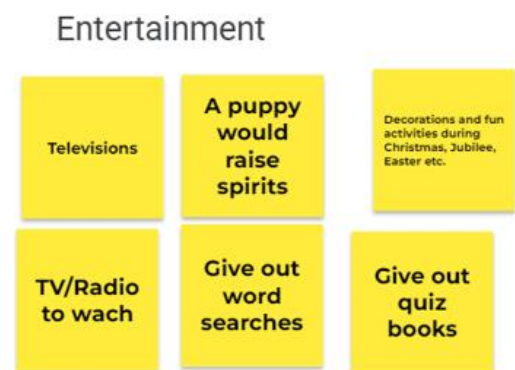 Entertainment
Televisions
A puppy
would
raise
spirits
Decorations and fun
activities during
Christmas, Jubilee,
Easter etc.
TV/Radio
to wach
Give out
word
searches
Give out
quiz
books